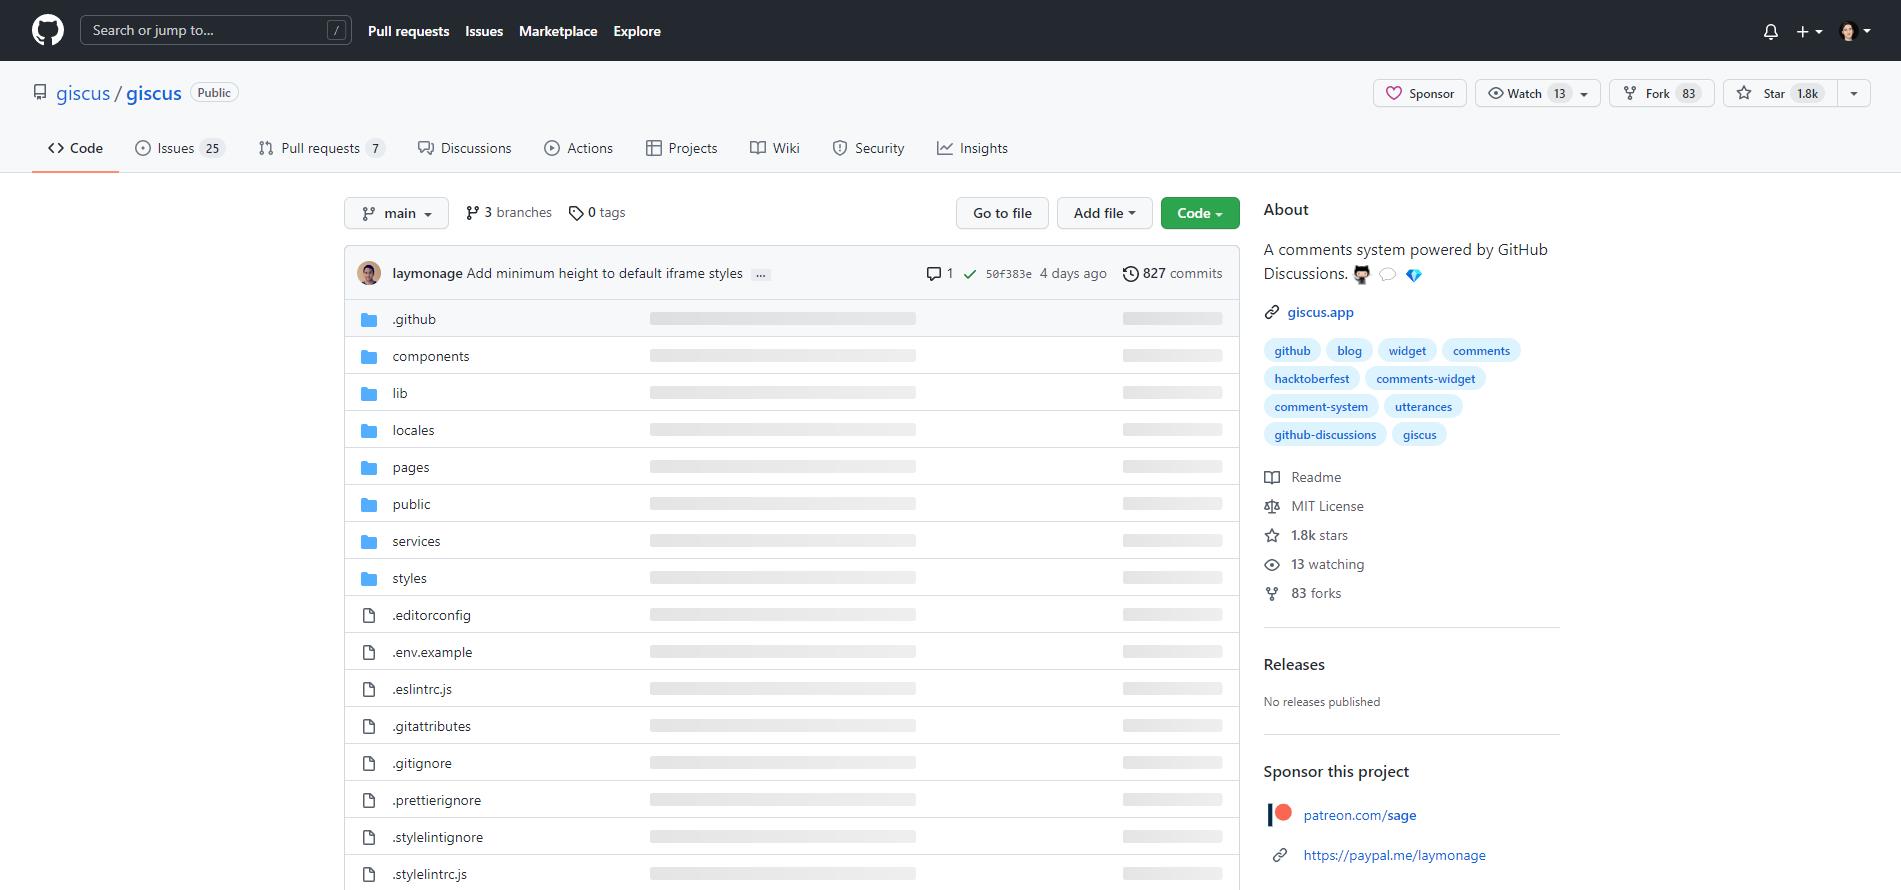 Search or jump to... /
Pull requests Issues Marketplace Explore
giscus / giscus Public
Sponsor Watch 13 Fork 83 Star 1.8k
Code Issues 25 Pull requests 7 Discussions Actions Projects Wiki Security Insights
main 3 branches 0 tags Go to file Add file Code
laymonage Add minimum height to default iframe styles ... 1 50f383e 4 days ago 827 commits
.github
components
lib
locales
pages
public
services
styles
.editorconfig
.env.example
.eslintrc.js
.gitattributes
.gitignore
.prettierignore
.stylelintignore
.stylelintrc.js
About
A comments system powered by GitHub
Discussions.
giscus.app
github blog widget comments
hacktoberfest comments-widget
comment-system utterances
github-discussions giscus
Readme
MIT License
1.8k stars
13 watching
83 forks
Releases
No releases published
Sponsor this project
patreon.com/sage
https://paypal.me/laymonage